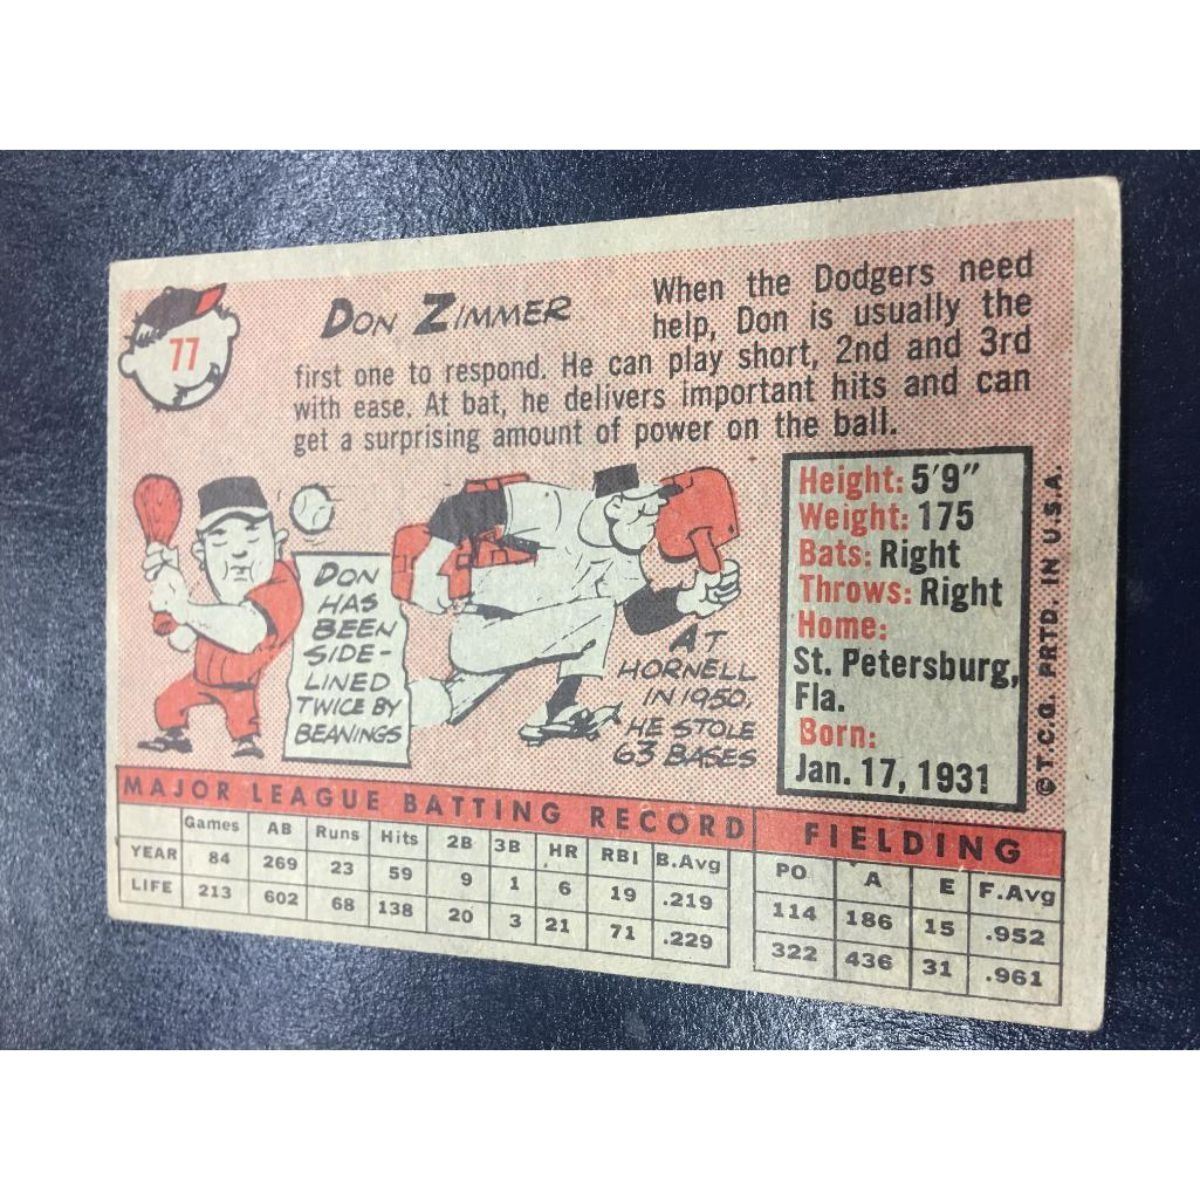 77
DON ZIMMER
When the Dodgers need
help, Don is usually the
first one to respond. He can play short, 2nd and 3rd
with ease. At bat, he delivers important hits and can
get a surprising amount of power on the ball.
DON
HAS
BEEN
SIDE-
LINED
TWICE BY
BEANINGS
AT
HORNELL
IN 1950,
HE STOLE
63 BASES
Height: 5'9"
Weight: 175
Bats: Right
Throws: Right
Home:
St. Petersburg,
Fla.
Born:
Jan. 17, 1931
© T.C.G. PRTD. IN U.S.A.
MAJOR LEAGUE BATTING RECORD
Games AB Runs Hits 2B 3B HR RBI B.Avg
YEAR 84 269 23 59 9 1 6 19 .219
LIFE 213 602 68 138 20 3 21 71 .229
FIELDING
PO A E F.Avg
114 186 15 .952
322 436 31 .961